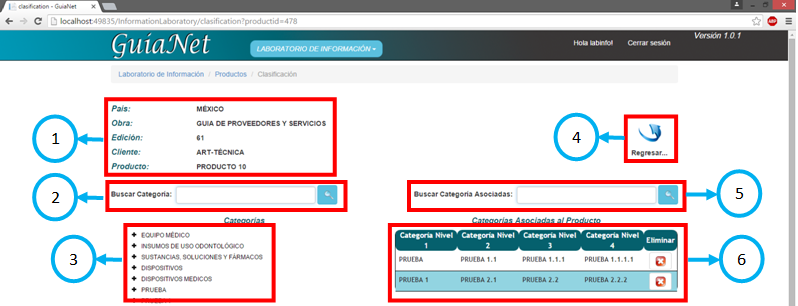 clasification - GuiaNet
localhost:49835/InformationLaboratory/clasification?productid=478
GuíaNet
LABORATORIO DE INFORMACIÓN
Hola labinfo!
Cerrar sesión
Versión 1.0.1
Laboratorio de Información / Productos / Clasificación
País: MÉXICO
Obra: GUIA DE PROVEEDORES Y SERVICIOS
Edición: 61
Cliente: ART-TÉCNICA
Producto: PRODUCTO 10
1
4
Regresar...
2
Buscar Categoría:
Buscar Categoría Asociadas:
5
Categorías
EQUIPO MÉDICO
INSUMOS DE USO ODONTOLÓGICO
SUSTANCIAS, SOLUCIONES Y FÁRMACOS
DISPOSITIVOS
DISPOSITIVOS MEDICOS
PRUEBA
3
Categorías Asociadas al Producto
Categoría Nivel 1 Categoría Nivel 2 Categoría Nivel 3 Categoría Nivel 4 Eliminar
PRUEBA PRUEBA 1.1 PRUEBA 1.1.1 PRUEBA 1.1.1.1
PRUEBA 1 PRUEBA 2.1 PRUEBA 2.2 PRUEBA 2.2.2
6